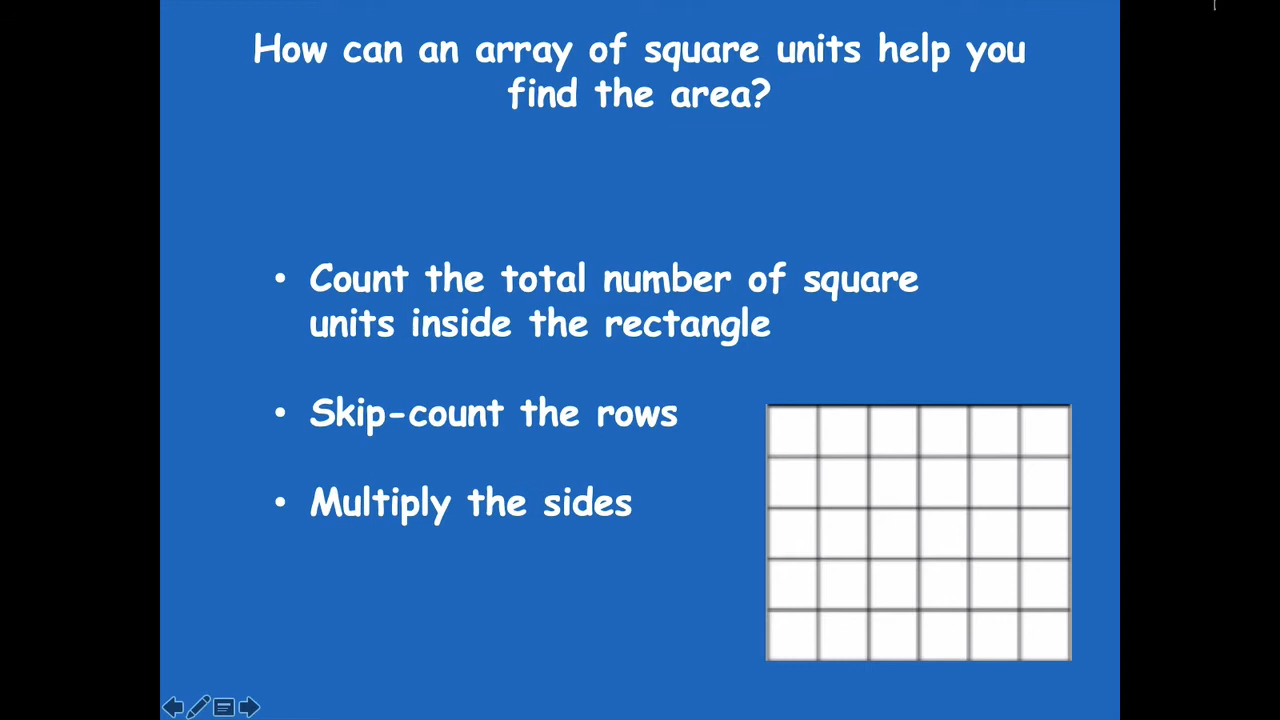 How can an array of square units help you
find the area?
• Count the total number of square
units inside the rectangle
• Skip-count the rows
• Multiply the sides